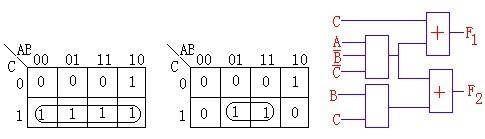 AB
C 00 01 11 10
0 0 0 0 1
1 1 1 1 1
AB
C 00 01 11 10
0 0 0 0 1
1 0 1 1 0
C
+ F₁
A
B̅
C̅
B
+ F₂
C